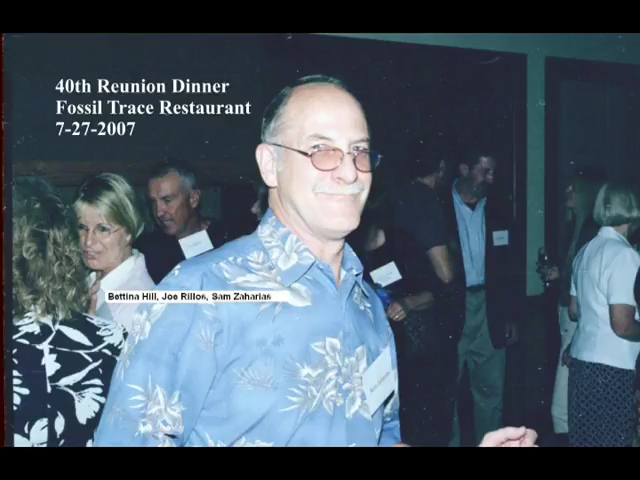 40th Reunion Dinner
Fossil Trace Restaurant
7-27-2007
Bettina Hill, Joe Rillos, Sam Zaharias